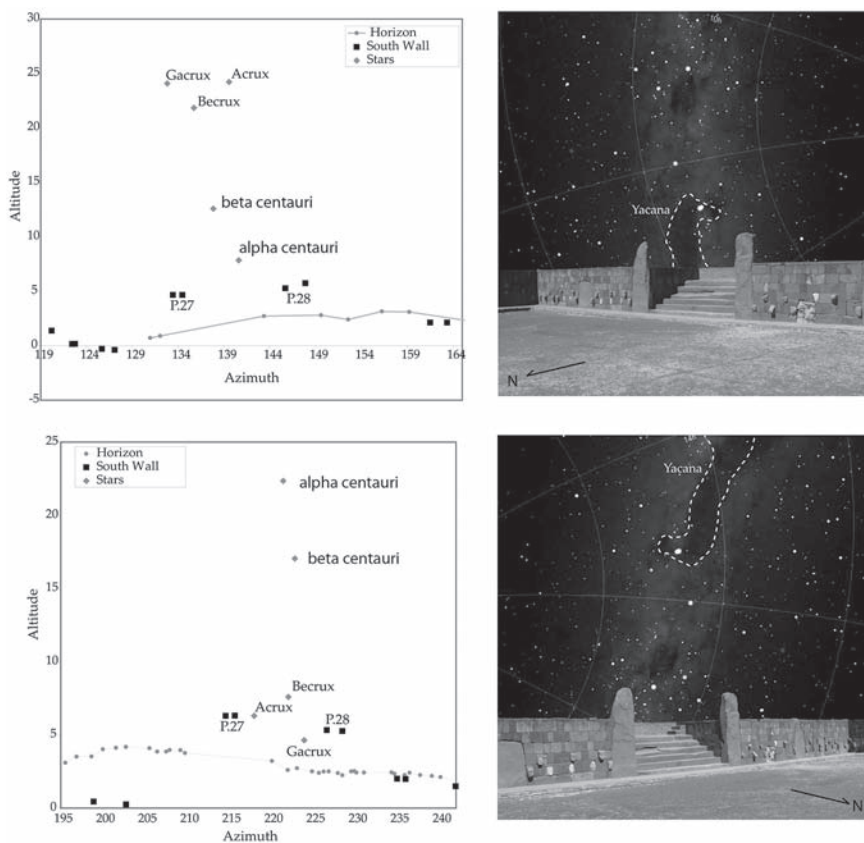 30
25
20
15
10
5
0
-5
Altitude
Horizon
South Wall
Stars
Gacrux
Acrux
Becrux
beta centauri
alpha centauri
P.27
P.28
119 124 129 134 139 144 149 154 159 164
Azimuth
Yacana
N
25
20
15
10
5
0
Altitude
Horizon
South Wall
Stars
alpha centauri
beta centauri
Becrux
Acrux
P.27
P.28
Gacrux
195 200 205 210 215 220 225 230 235 240
Azimuth
Yacana
N